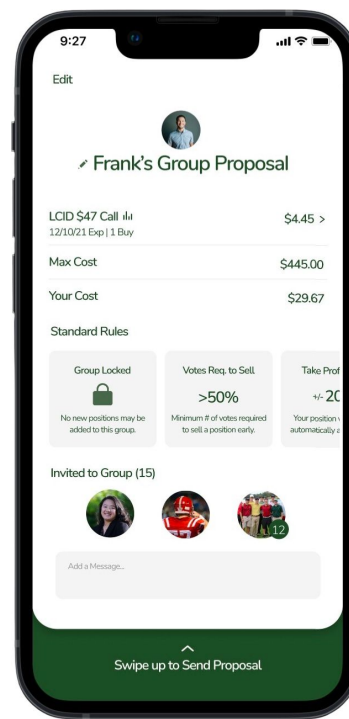 9:27
Edit
Frank's Group Proposal
LCID $47 Call
$4.45 >
12/10/21 Exp | 1 Buy
Max Cost
$445.00
Your Cost
$29.67
Standard Rules
Group Locked
No new positions may be
added to this group.
Votes Req. to Sell
>50%
Minimum # of votes required
to sell a position early.
Take Prof
+/- 20
Your position
automatically
Invited to Group (15)
12
Add a Message...
Swipe up to Send Proposal